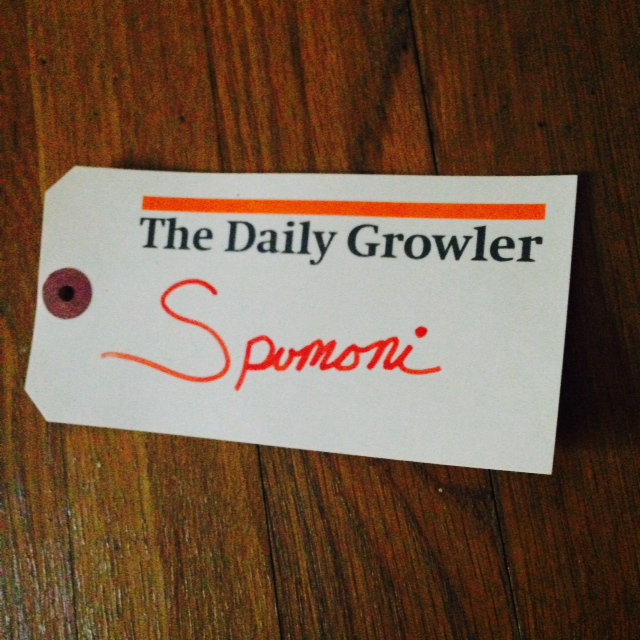 The Daily Growler
Spumoni